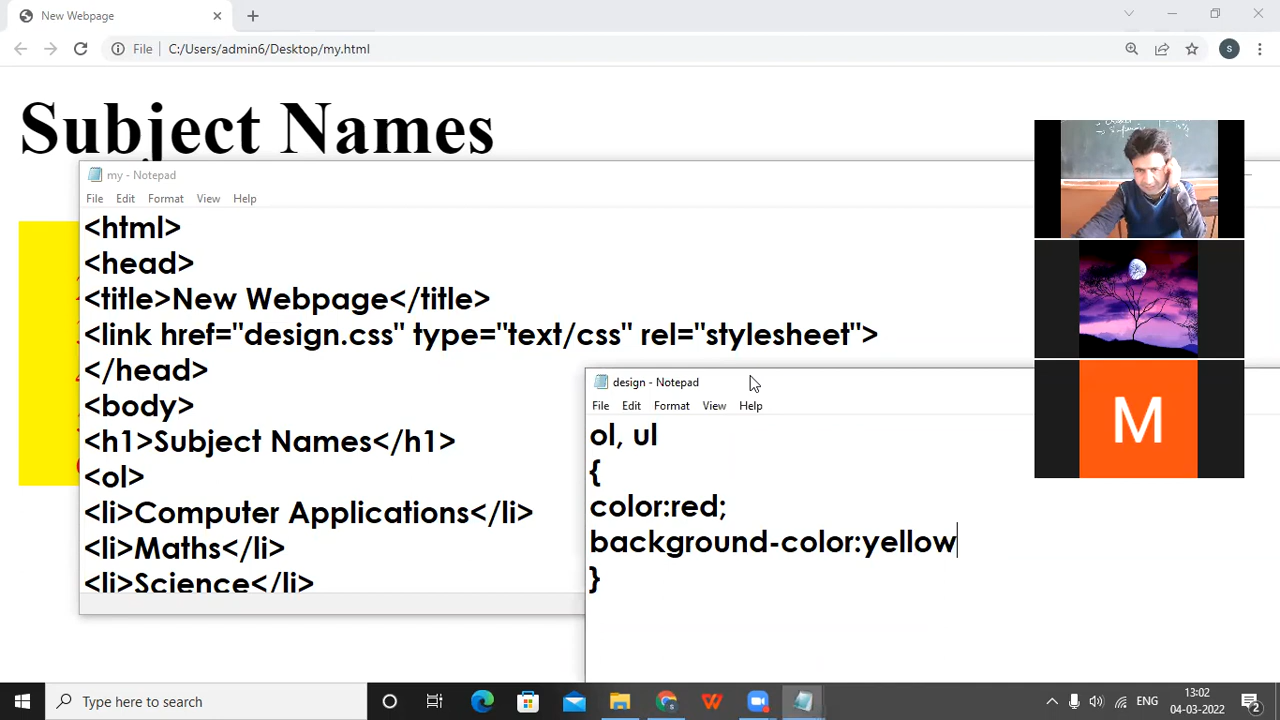 New Webpage
File C:/Users/admin6/Desktop/my.html
S
Subject Names
my - Notepad
File Edit Format View Help
<html>
<head>
<title>New Webpage</title>
<link href="design.css" type="text/css" rel="stylesheet">
</head>
<body>
<h1>Subject Names</h1>
<ol>
<li>Computer Applications</li>
<li>Maths</li>
<li>Science</li>
design - Notepad
File Edit Format View Help
ol, ul
{
color:red;
background-color:yellow
}
M
Type here to search
ENG
13:02
04-03-2022
2